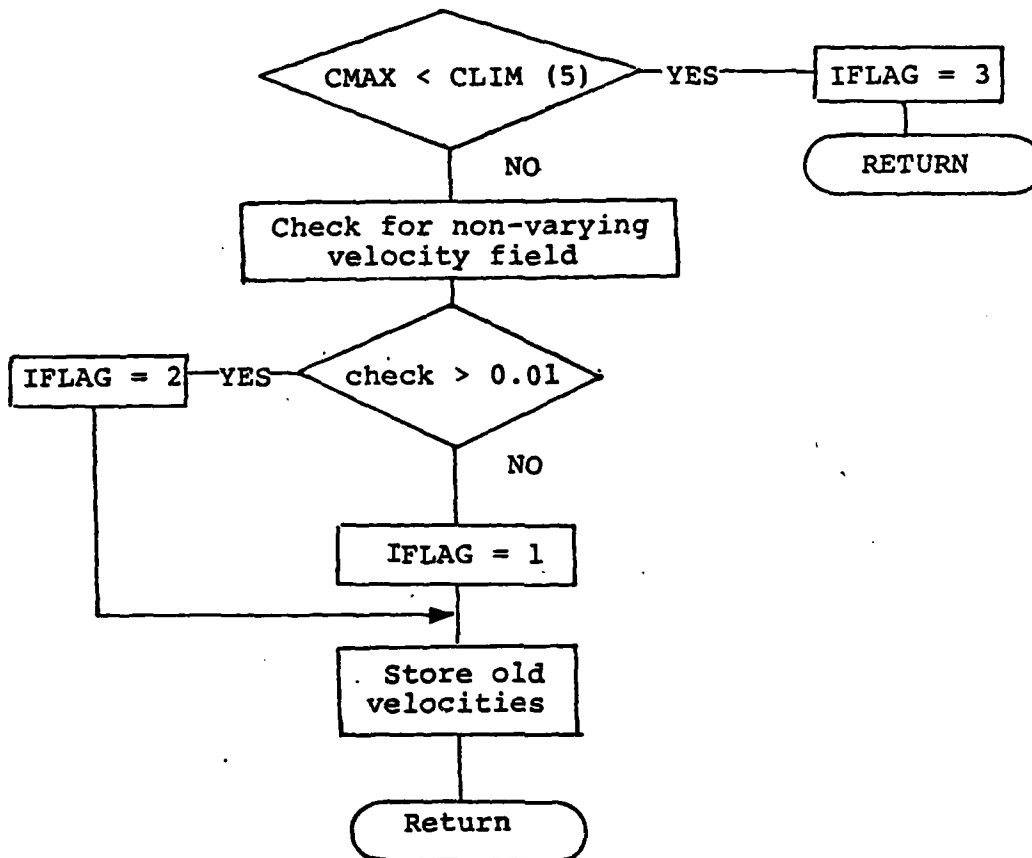 CMAX < CLIM (5)
YES
IFLAG = 3
RETURN
NO
Check for non-varying
velocity field
check > 0.01
YES
IFLAG = 2
NO
IFLAG = 1
Store old
velocities
Return